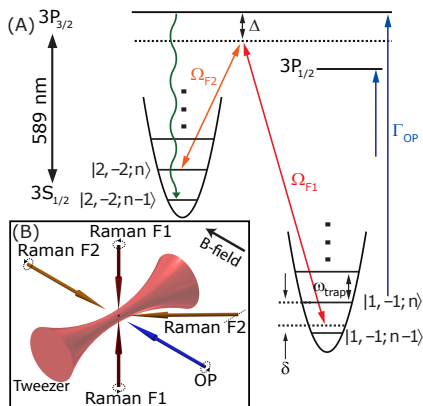 (A)
3P3/2
Δ
ΩF2
3P1/2
589 nm
ΓOP
ΩF1
|2,-2;n⟩
3S1/2
|2,-2;n-1⟩
(B)
Raman F1
B-field
Raman F2
ωtrap
|1,-1;n⟩
Raman F2
|1,-1;n-1⟩
δ
Tweezer
OP
Raman F1